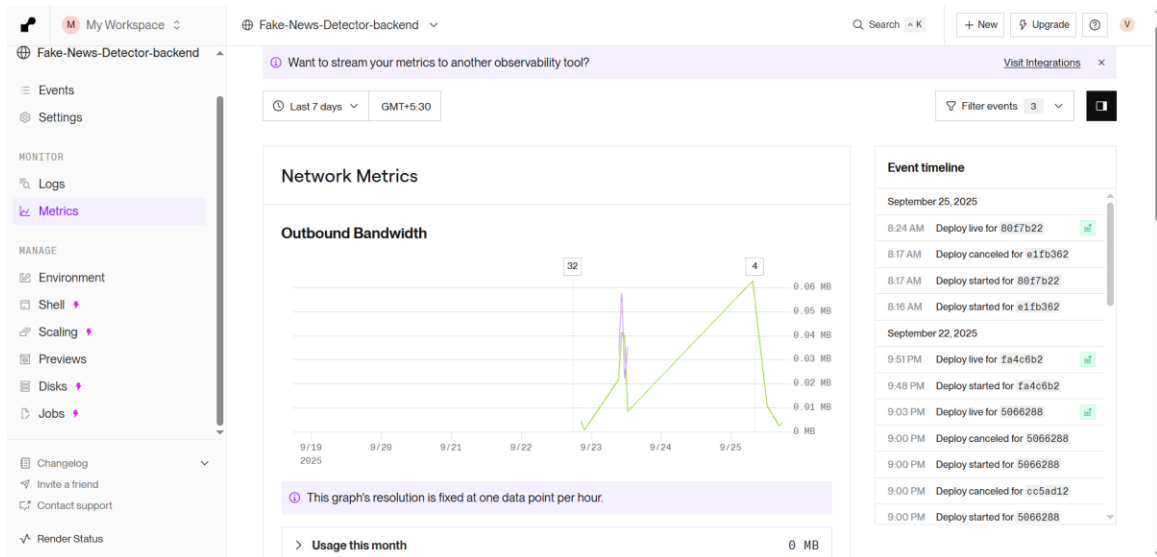 M My Workspace
Fake-News-Detector-backend
Search ^ K
+ New
Upgrade
V
Fake-News-Detector-backend
Events
Settings
MONITOR
Logs
Metrics
MANAGE
Environment
Shell
Scaling
Previews
Disks
Jobs
Changelog
Invite a friend
Contact support
Render Status
Want to stream your metrics to another observability tool?
Visit Integrations ×
Last 7 days
GMT+5:30
Filter events 3
Network Metrics
Outbound Bandwidth
32
4
0.06 MB
0.05 MB
0.04 MB
0.03 MB
0.02 MB
0.01 MB
0 MB
9/19 9/20 9/21 9/22 9/23 9/24 9/25
2025
This graph's resolution is fixed at one data point per hour.
Usage this month 0 MB
Event timeline
September 25, 2025
8:24 AM Deploy live for 80f7b22
8:17 AM Deploy canceled for e1fb362
8:17 AM Deploy started for 80f7b22
8:16 AM Deploy started for e1fb362
September 22, 2025
9:51 PM Deploy live for fa4c6b2
9:48 PM Deploy started for fa4c6b2
9:03 PM Deploy live for 5066288
9:00 PM Deploy canceled for 5066288
9:00 PM Deploy started for 5066288
9:00 PM Deploy canceled for cc5ad12
9:00 PM Deploy started for 5066288